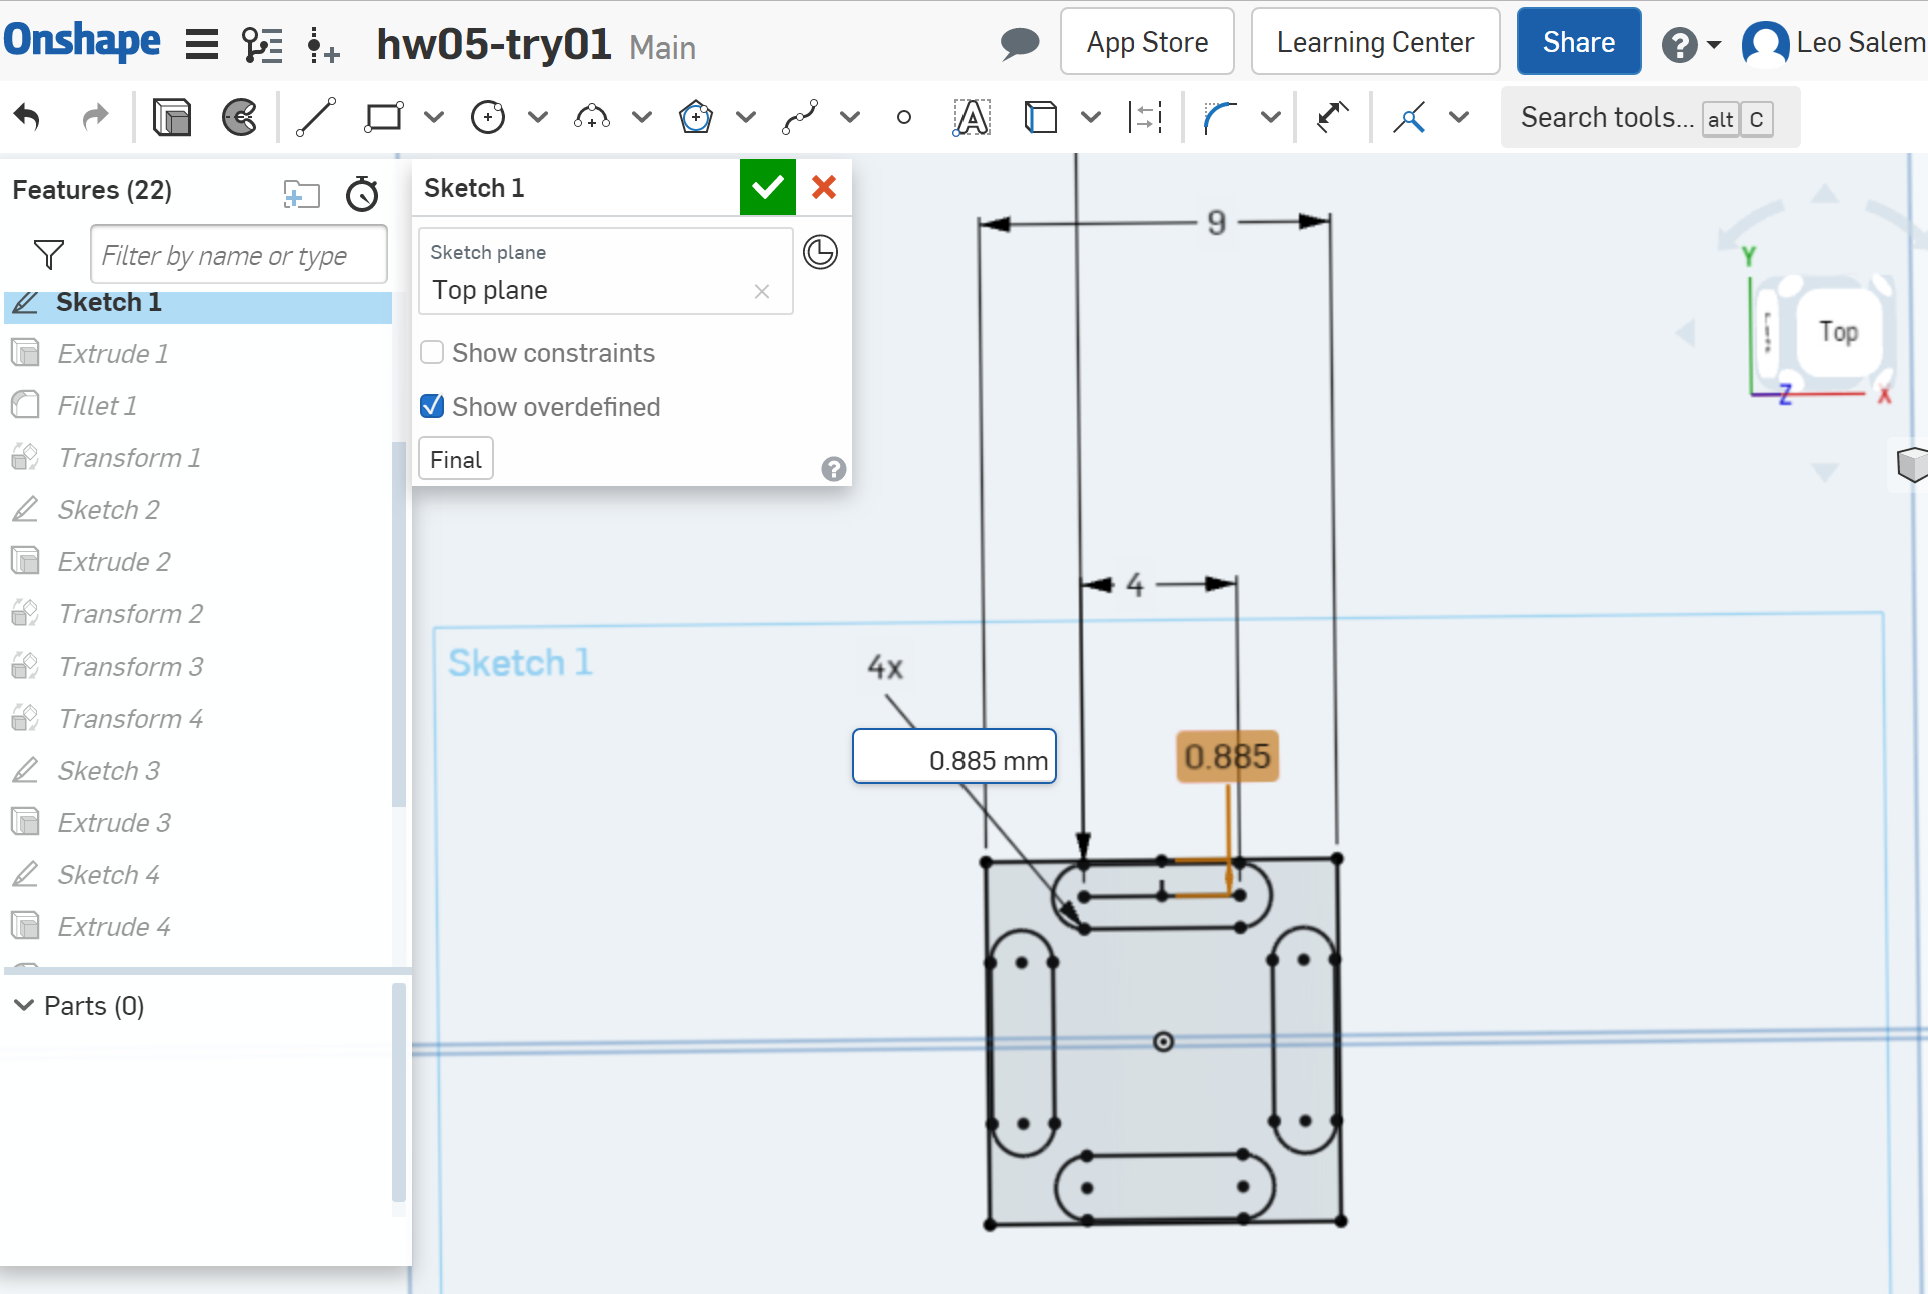 Onshape
hw05-try01 Main
App Store
Learning Center
Share
Leo Salem
Search tools... alt C
Features (22)
Filter by name or type
Sketch 1
Extrude 1
Fillet 1
Transform 1
Sketch 2
Extrude 2
Transform 2
Transform 3
Transform 4
Sketch 3
Extrude 3
Sketch 4
Extrude 4
Parts (0)
Sketch 1
Sketch plane
Top plane
Show constraints
Show overdefined
Final
9
4
Sketch 1
4x
0.885 mm
0.885
Y
Top
Z
X